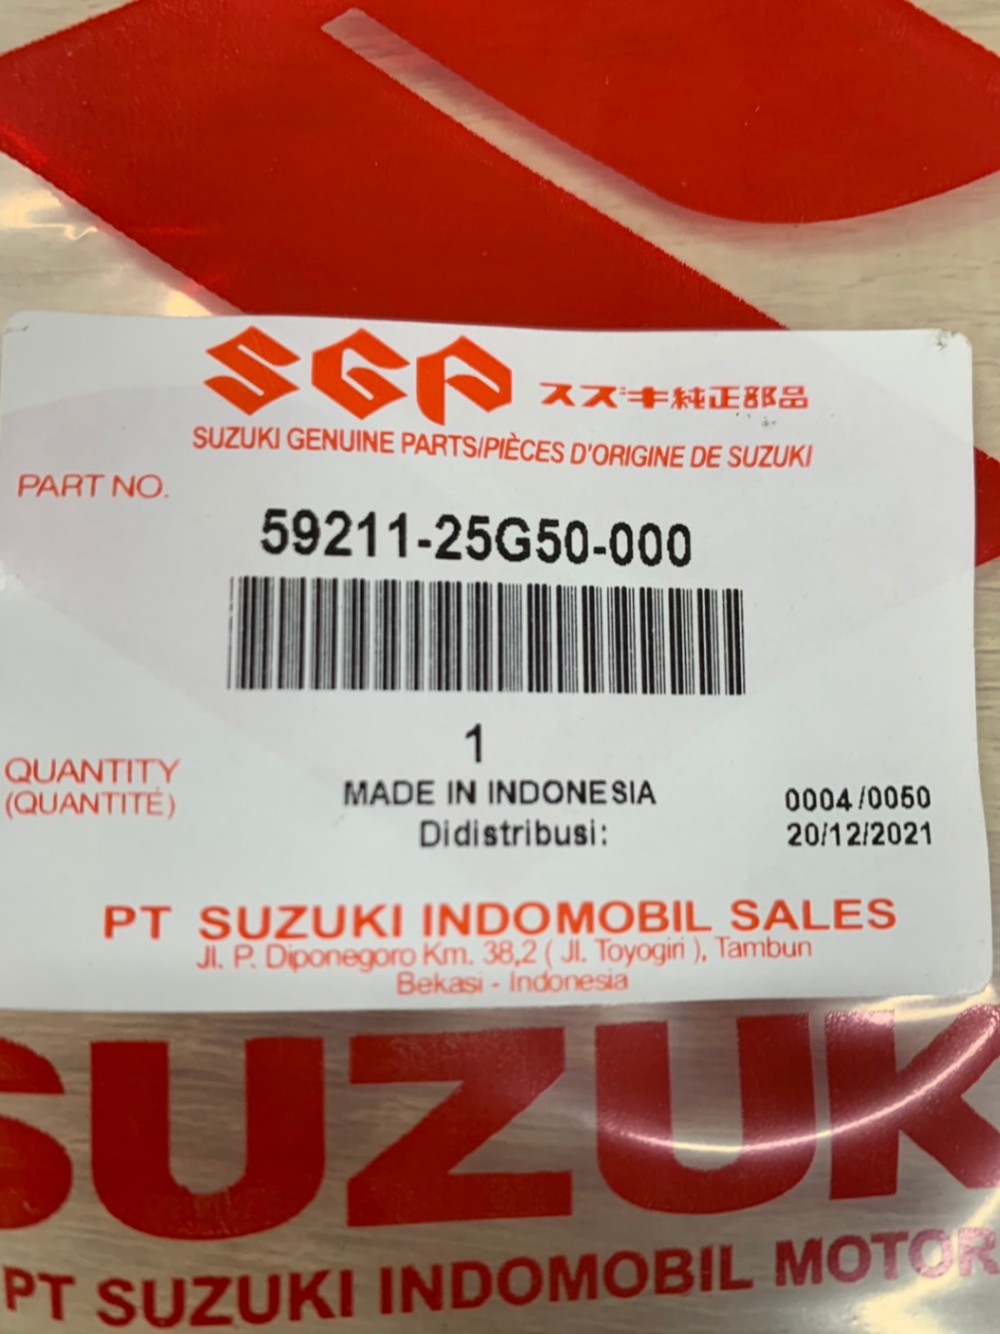 SGP スズキ純正部品
SUZUKI GENUINE PARTS/PIÈCES D'ORIGINE DE SUZUKI
PART NO.
59211-25G50-000
1
QUANTITY
(QUANTITÉ)
MADE IN INDONESIA
Didistribusi:
0004/0050
20/12/2021
PT SUZUKI INDOMOBIL SALES
Jl. P. Diponegoro Km. 38,2 ( Jl. Toyogiri ), Tambun
Bekasi - Indonesia
SUZUK
PT SUZUKI INDOMOBIL MOTOR